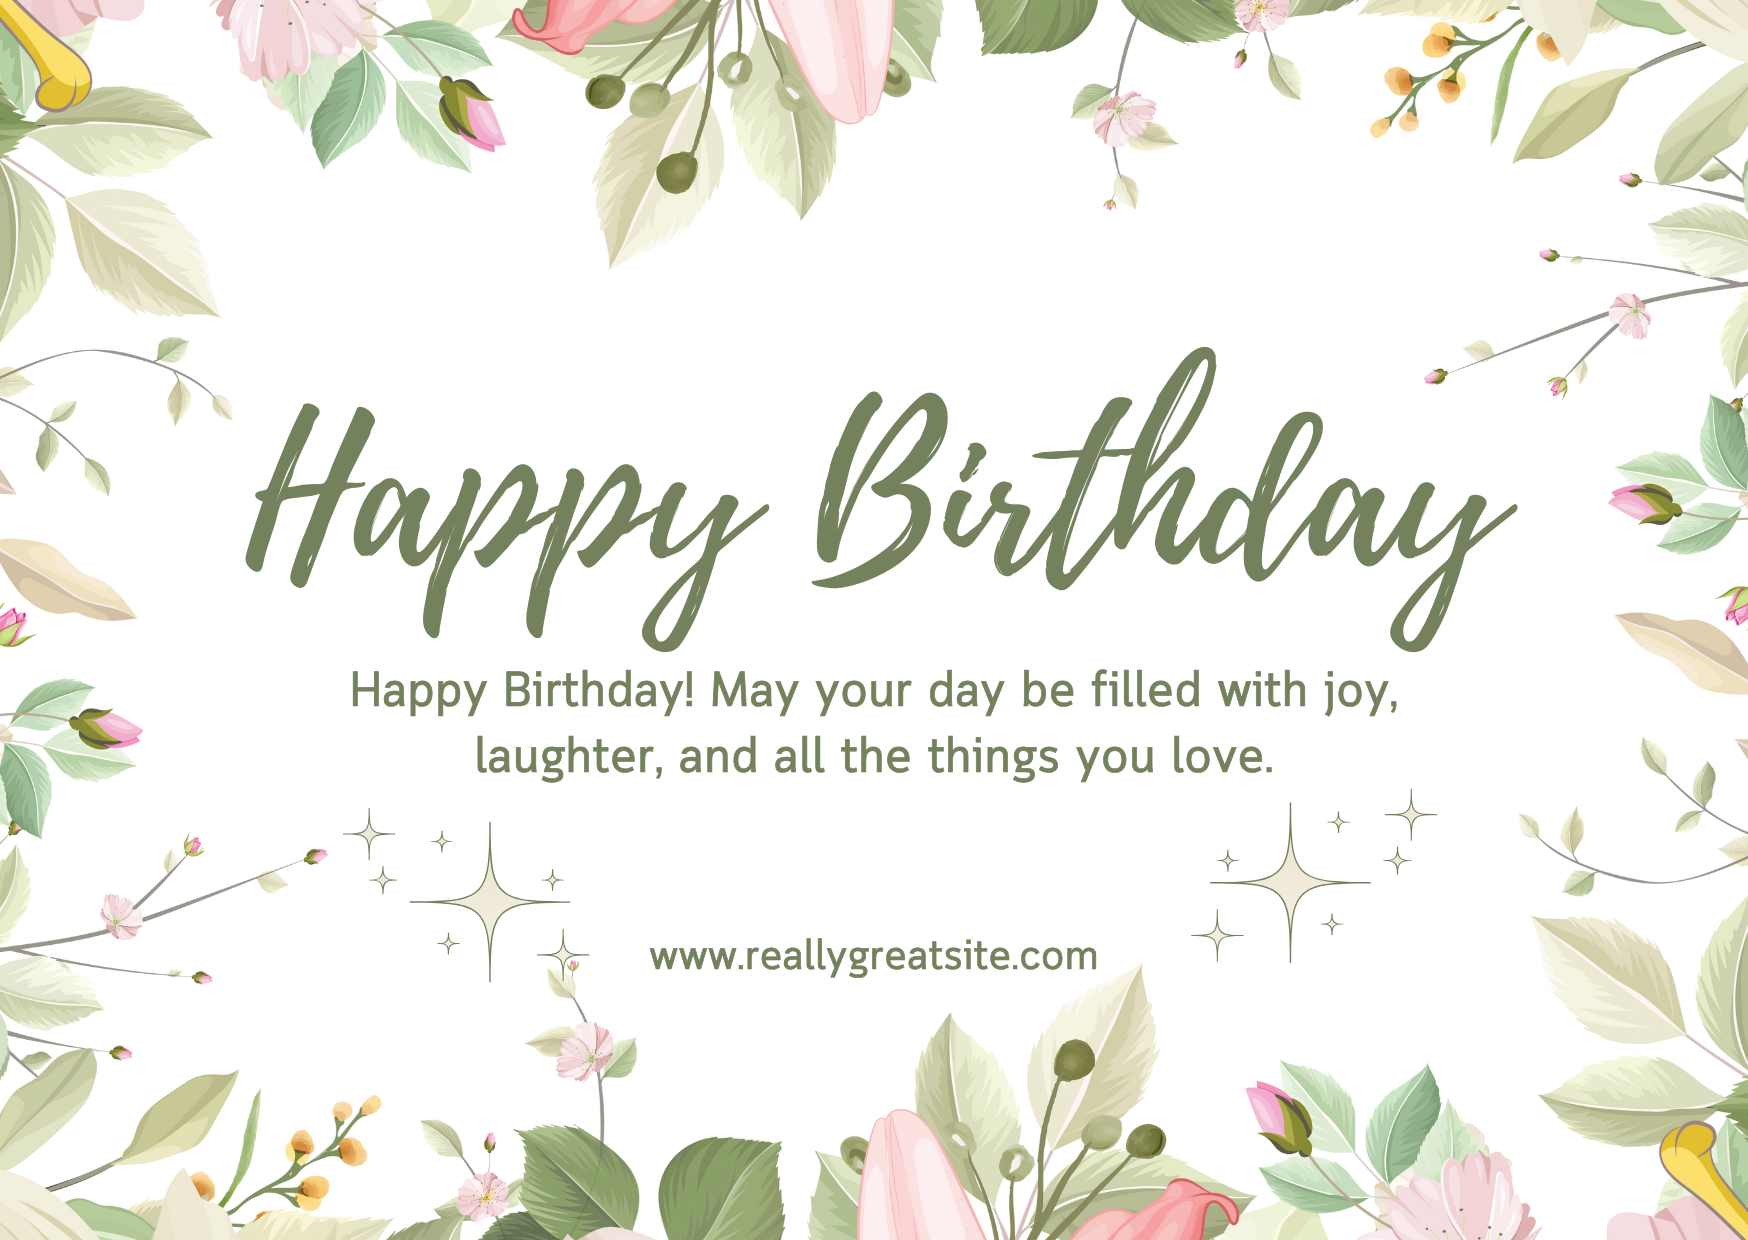 Happy Birthday
Happy Birthday! May your day be filled with joy,
laughter, and all the things you love.
www.reallygreatsite.com